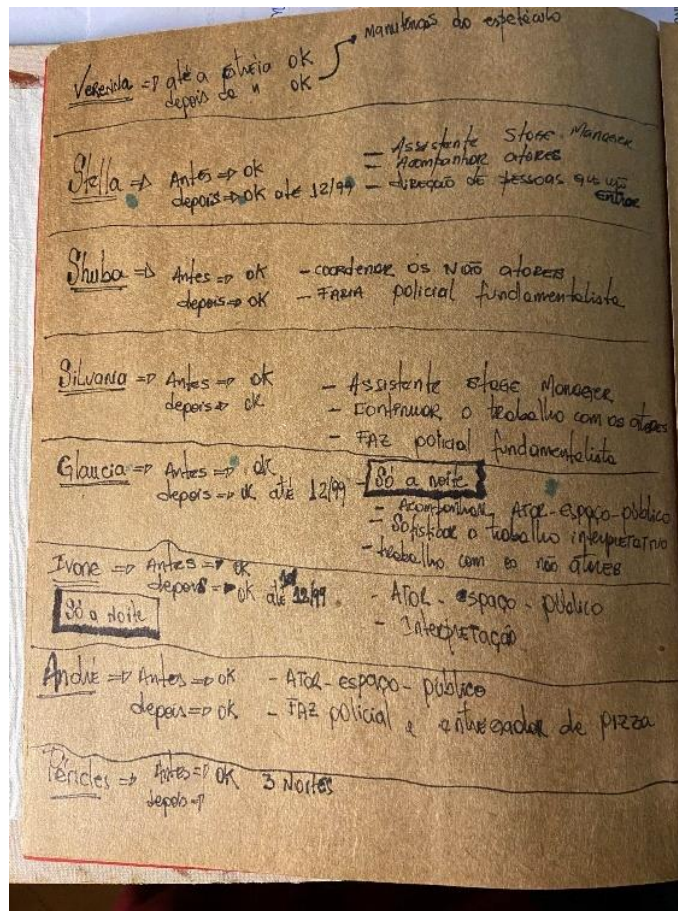 Verenna => até a estreia ok
depois da " ok
Manutenção do espetáculo
Stella => Antes => ok
depois => ok até 12/99
- Assistente Stage Manager
- Acompanhar atores
- direção de pessoas que vão
entrar
Shuba => Antes => ok
depois => ok
- coordenar os não atores
- FARIA policial fundamentalista
Silvana => Antes => ok
depois => ok
- Assistente Stage Manager
- Continuar o trabalho com os atores
- FAZ policial fundamentalista
Glaucia => Antes => ok
depois => ok até 12/99 -
Só a noite
- Acompanhar Ator-espaço-público
- Sofisticar o trabalho interpretativo
- trabalho com os não atores
Ivone => Antes => ok
depois => ok até 12/99.
Só a Noite
- ATOR - espaço - público
- Interpretação
André => Antes => ok
depois => ok
- ATOR - espaço - público
- FAZ policial e entregador de pizza
Péricles => Antes => ok 3 Noites
depois =>